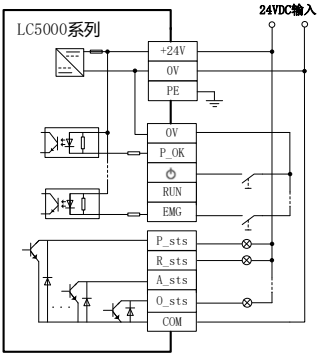 24VDC输入
LC5000系列
+24V
0V
PE
0V
P_OK
RUN
EMG
P_sts
R_sts
A_sts
O_sts
COM